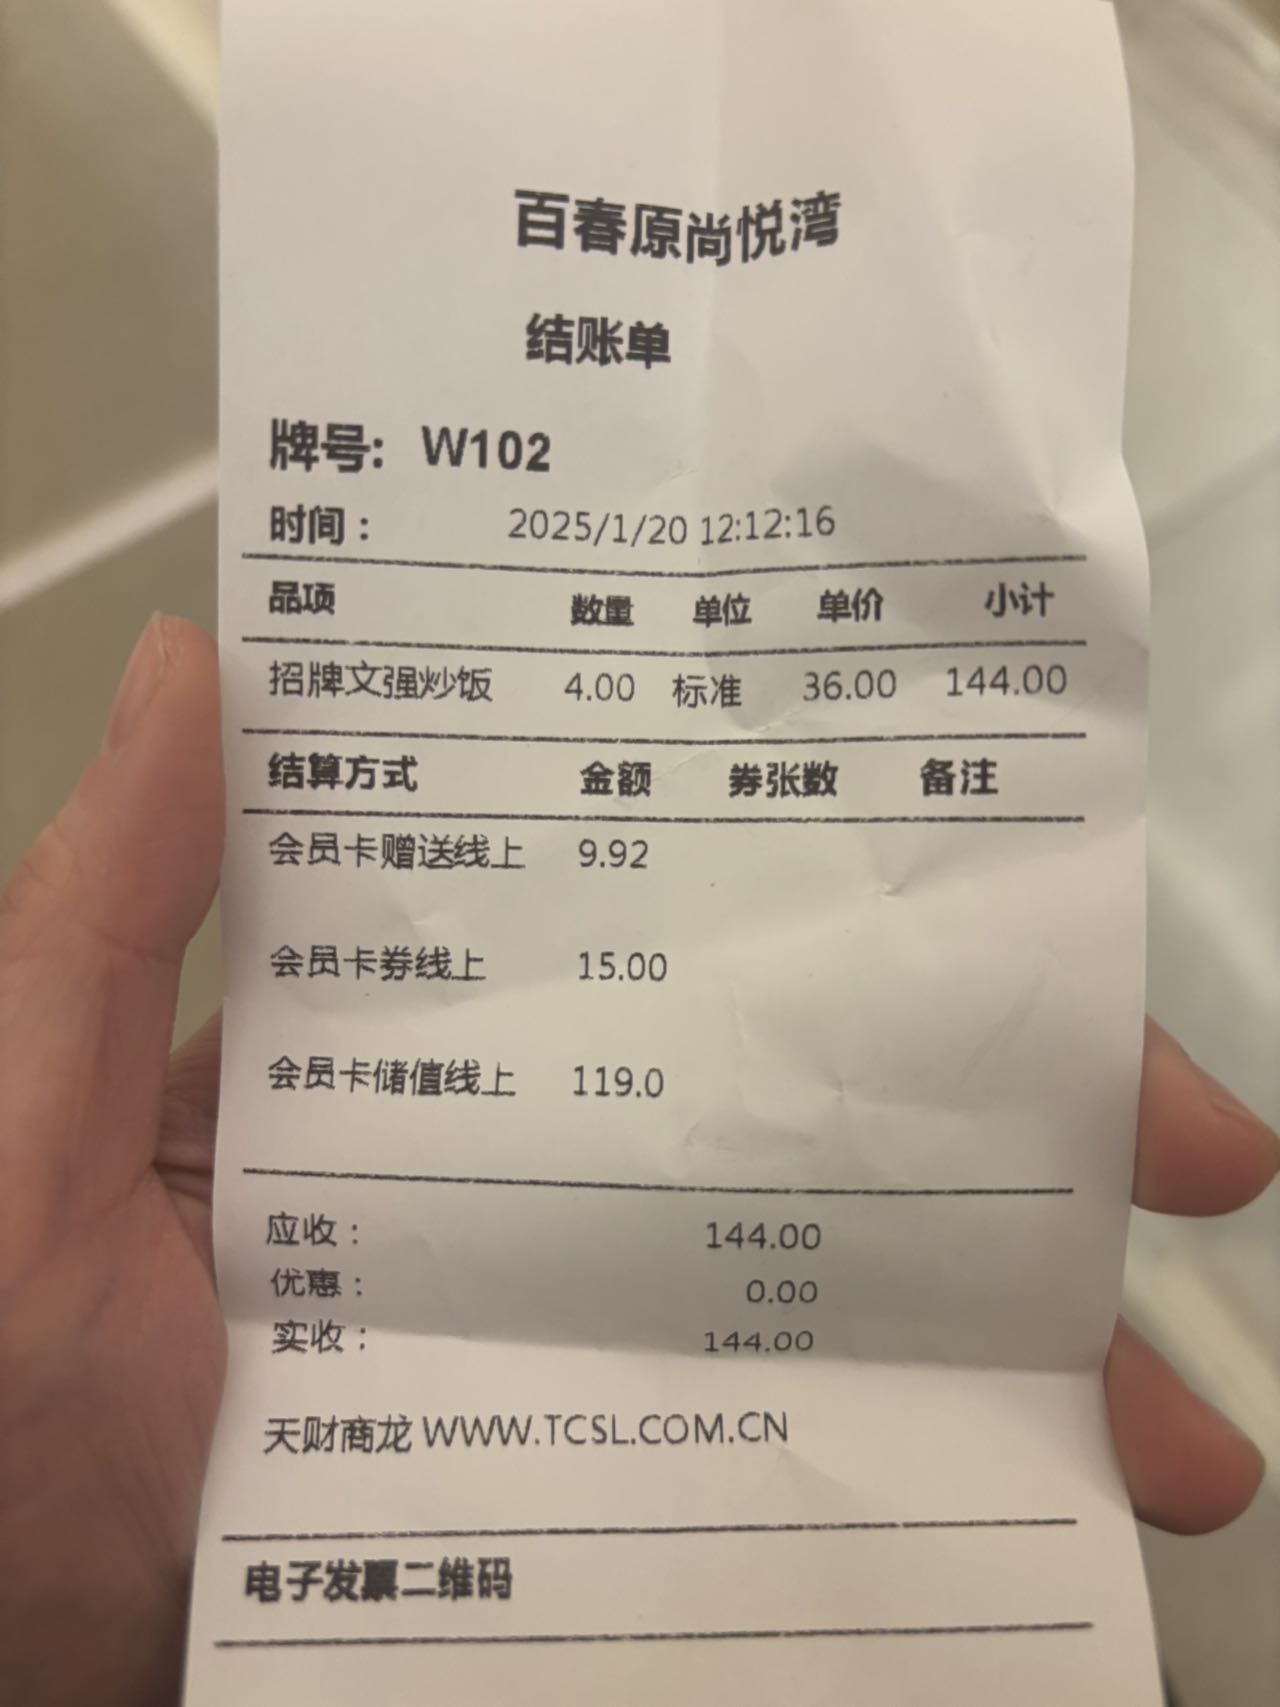 百春原尚悦湾
结账单
牌号: W102
时间： 2025/1/20 12:12:16
品项 数量 单位 单价 小计
招牌文强炒饭 4.00 标准 36.00 144.00
结算方式 金额 券张数 备注
会员卡赠送线上 9.92
会员卡券线上 15.00
会员卡储值线上 119.0
应收： 144.00
优惠： 0.00
实收： 144.00
天财商龙 WWW.TCSL.COM.CN
电子发票二维码